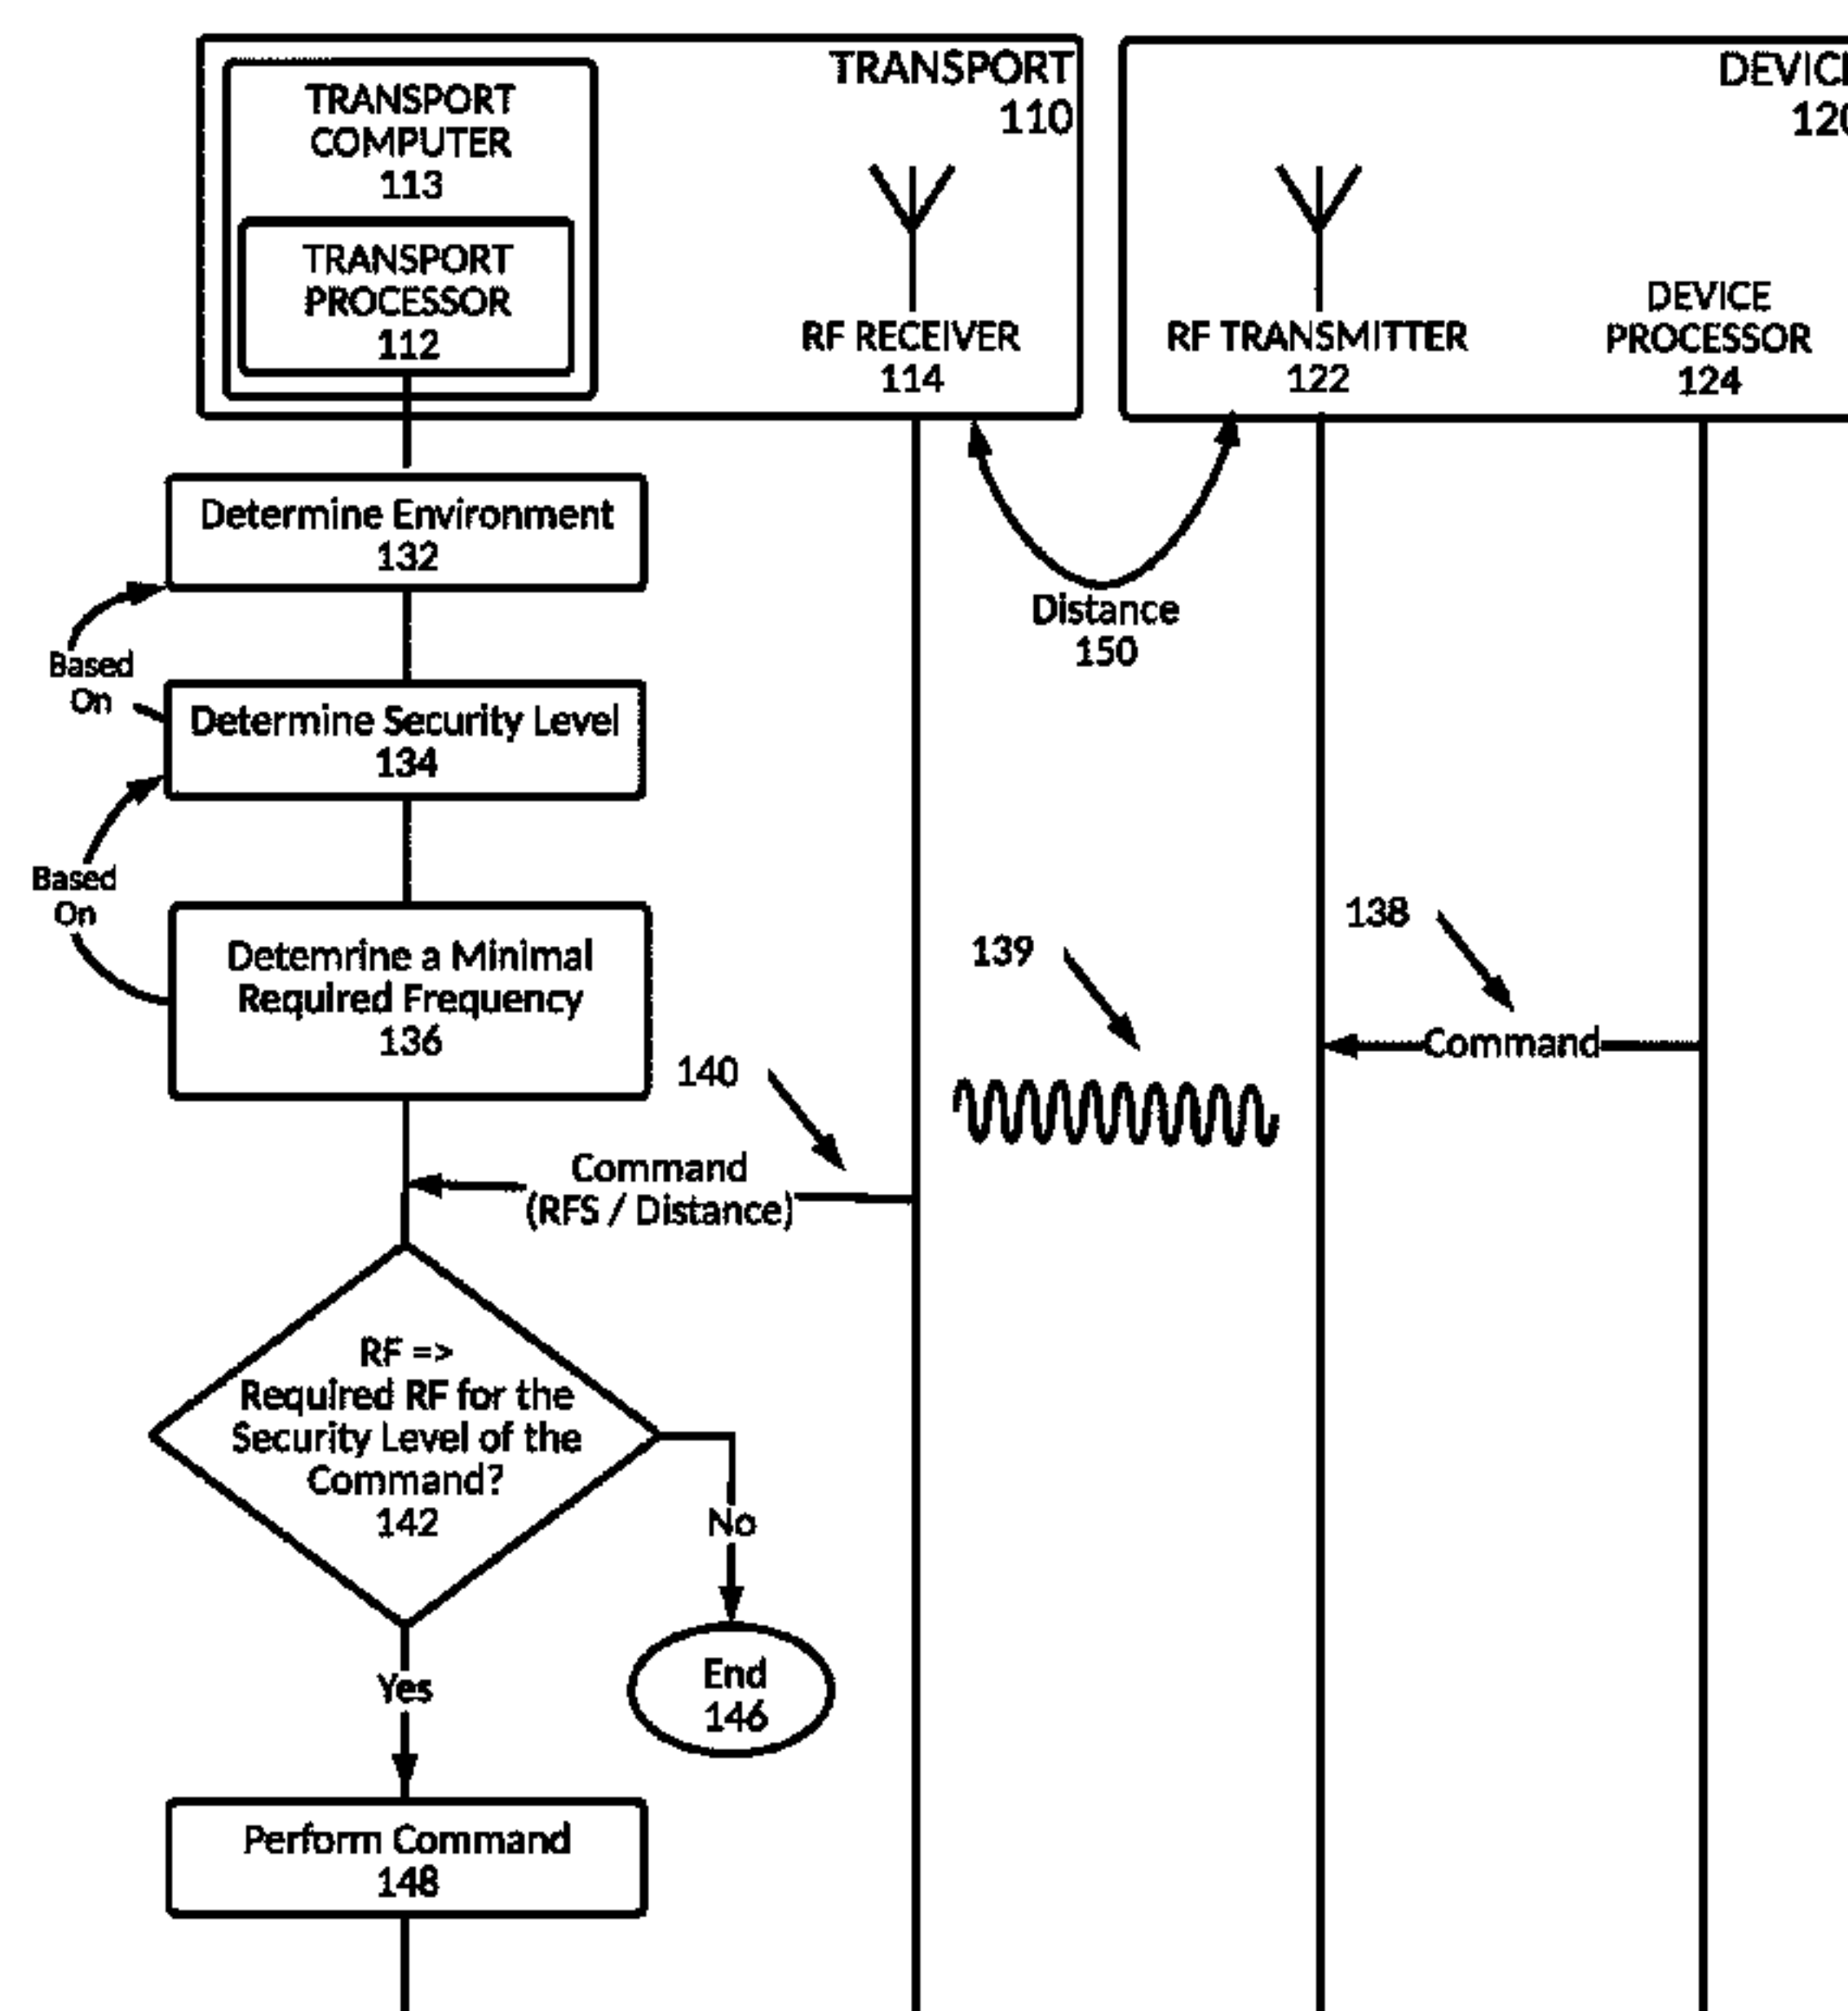 TRANSPORT
110
TRANSPORT
COMPUTER
113
TRANSPORT
PROCESSOR
112
RF RECEIVER
114
DEVICE
120
RF TRANSMITTER
122
DEVICE
PROCESSOR
124
Determine Environment
132
Distance
150
Based
On
Determine Security Level
134
Based
On
Detemrine a Minimal
Required Frequency
136
138
139
Command
140
Command
(RFS / Distance)
RF =>
Required RF for the
Security Level of the
Command?
142
No
End
146
Yes
Perform Command
148